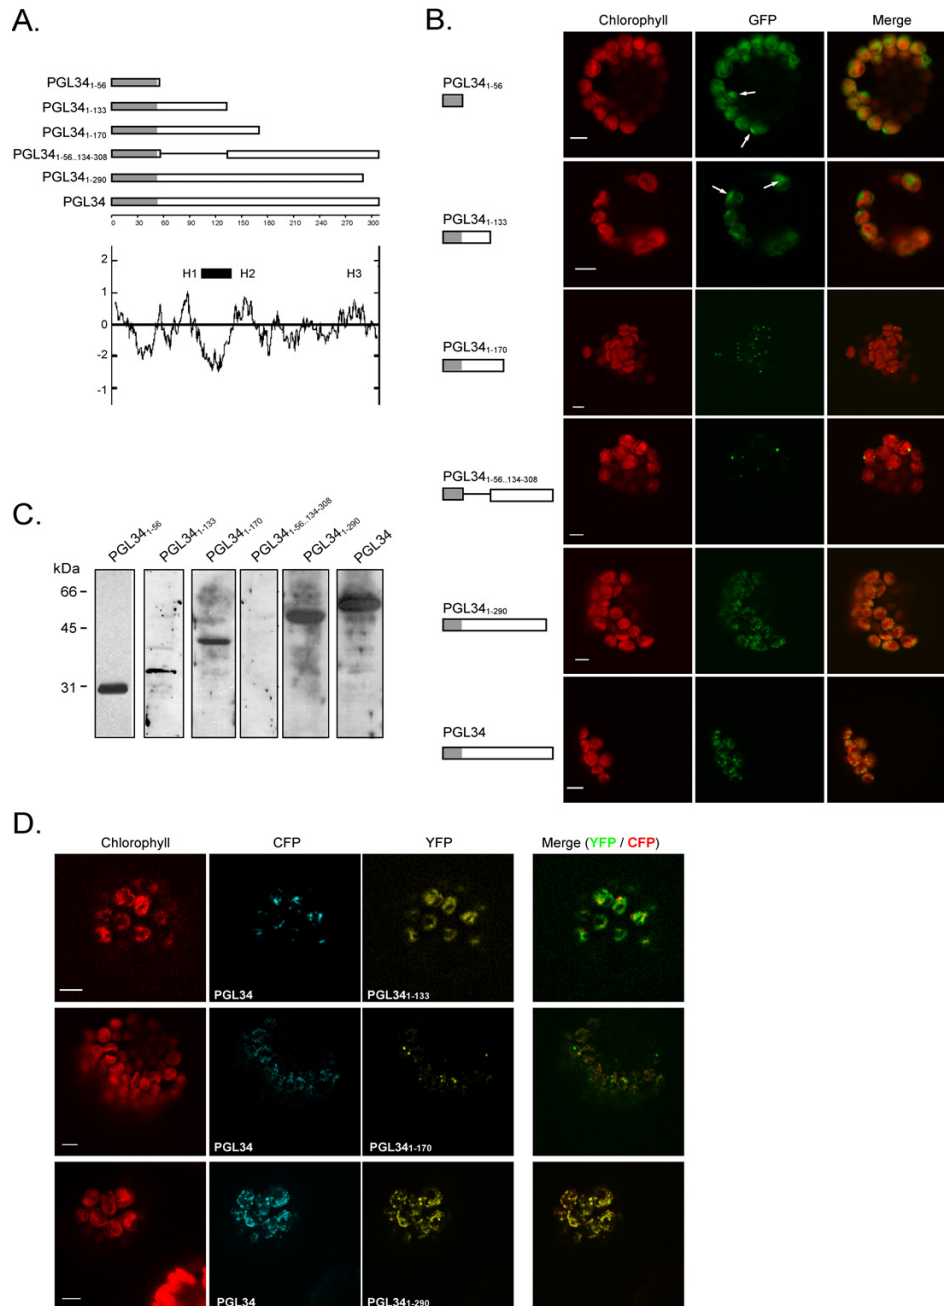 A.
PGL341-56
PGL341-133
PGL341-170
PGL341-56..134-308
PGL341-290
PGL34
0 30 60 90 120 150 180 210 240 270 290
H1 H2 H3
2
1
0
-2
-1
B.
Chlorophyll GFP Merge
PGL341-56
PGL341-133
PGL341-170
PGL341-56..134-308
PGL341-290
PGL34
C.
PGL341-56 PGL341-133 PGL341-170 PGL341-56..134-308 PGL341-290 PGL34
kDa
66
45
31
D.
Chlorophyll CFP YFP Merge (YFP / CFP)
PGL34 PGL341-133
PGL34 PGL341-170
PGL34 PGL341-290